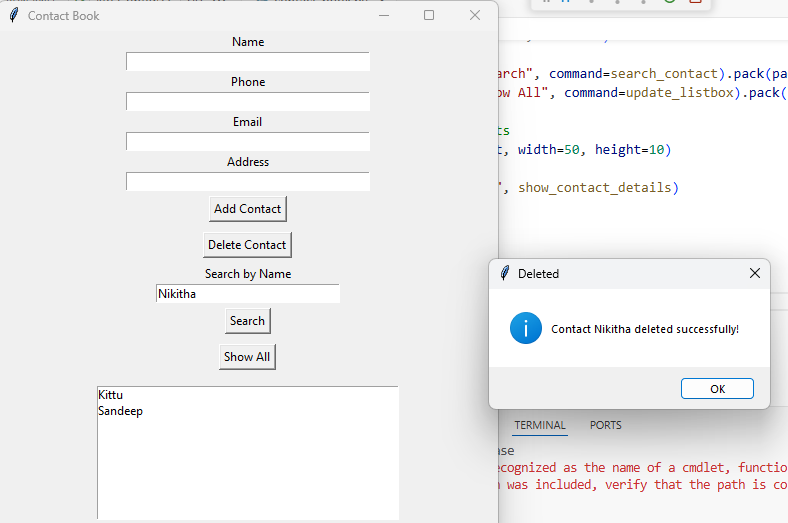 Contact Book
Name
Phone
Email
Address
Add Contact
Delete Contact
Search by Name
Nikitha
Search
Show All
Kittu
Sandeep
arch", command=search_contact).pack(pa
ow All", command=update_listbox).pack(
ts
t, width=50, height=10)
", show_contact_details)
Deleted
Contact Nikitha deleted successfully!
OK
TERMINAL PORTS
ase
ecognized as the name of a cmdlet, functio
was included, verify that the path is co